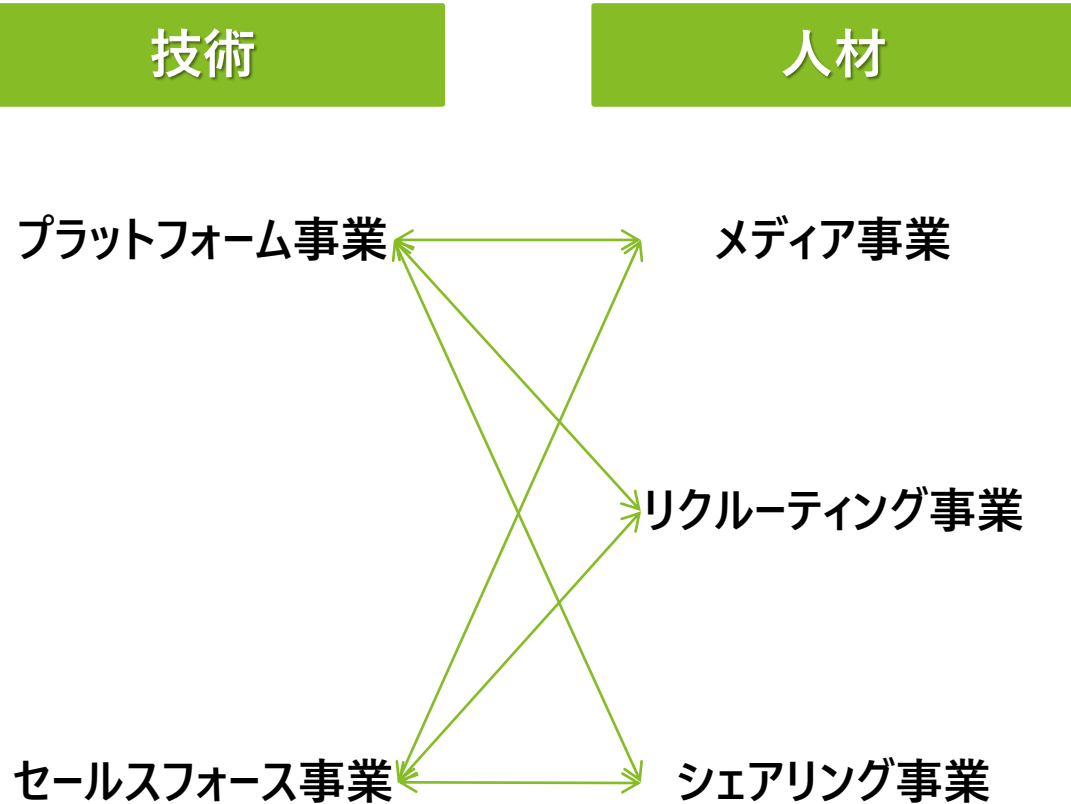 技術
人材
プラットフォーム事業
メディア事業
リクルーティング事業
セールスフォース事業
シェアリング事業